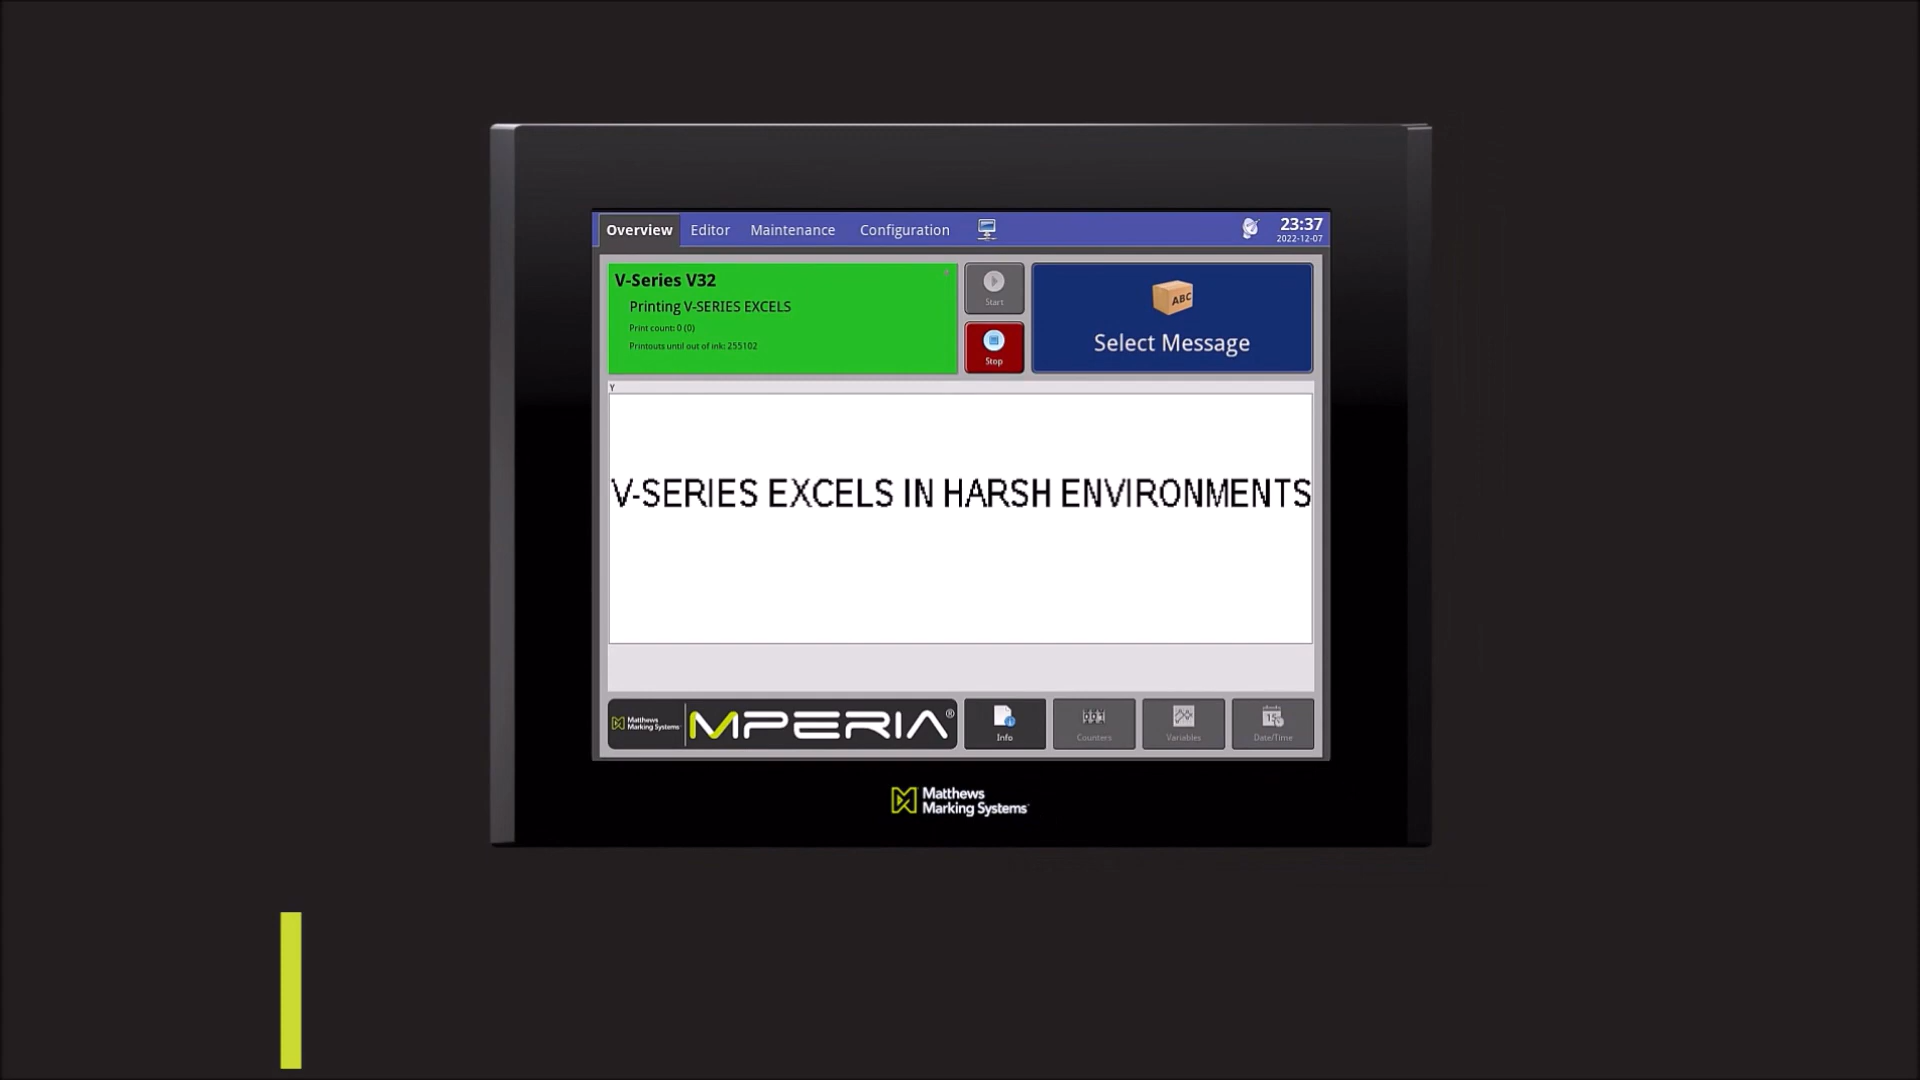 Overview Editor Maintenance Configuration
23:37
2022-12-07
V-Series V32
Printing V-SERIES EXCELS
Print count: 0 (0)
Printouts until out of ink: 255102
Start
Stop
ABC
Select Message
Y
V-SERIES EXCELS IN HARSH ENVIRONMENTS
Matthews
Marking Systems
MPERIA®
Info
Counters
Variables
15
Date/Time
Matthews
Marking Systems